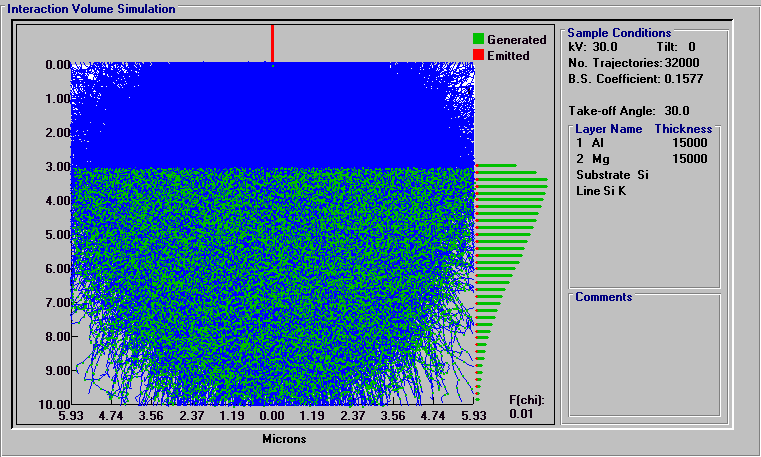 Interaction Volume Simulation
Generated
Emitted
0.00
1.00
2.00
3.00
4.00
5.00
6.00
7.00
8.00
9.00
10.00
5.93 4.74 3.56 2.37 1.19 0.00 1.19 2.37 3.56 4.74 5.93
Microns
F(chi):
0.01
Sample Conditions
kV: 30.0 Tilt: 0
No. Trajectories: 32000
B.S. Coefficient: 0.1577
Take-off Angle: 30.0
Layer Name Thickness
1 Al 15000
2 Mg 15000
Substrate Si
Line Si K
Comments